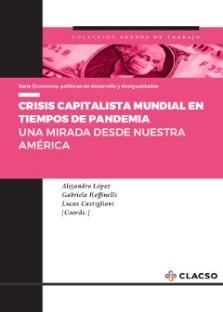 COLECCIÓN GRUPOS DE TRABAJO
Serie Economía, políticas de desarrollo y desigualdades
CRISIS CAPITALISTA MUNDIAL EN
TIEMPOS DE PANDEMIA
UNA MIRADA DESDE NUESTRA
AMÉRICA
Alejandro López
Gabriela Roffinelli
Lucas Castiglioni
[Coords.]
CLACSO